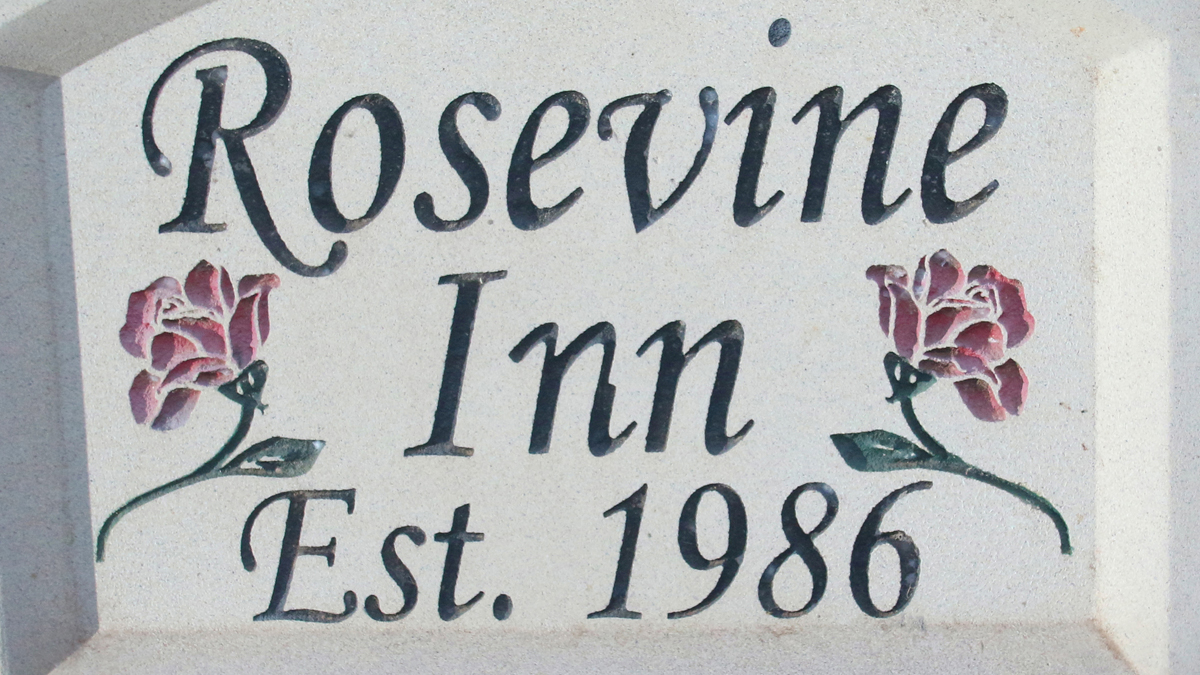 Rosevine
Inn
Est. 1986